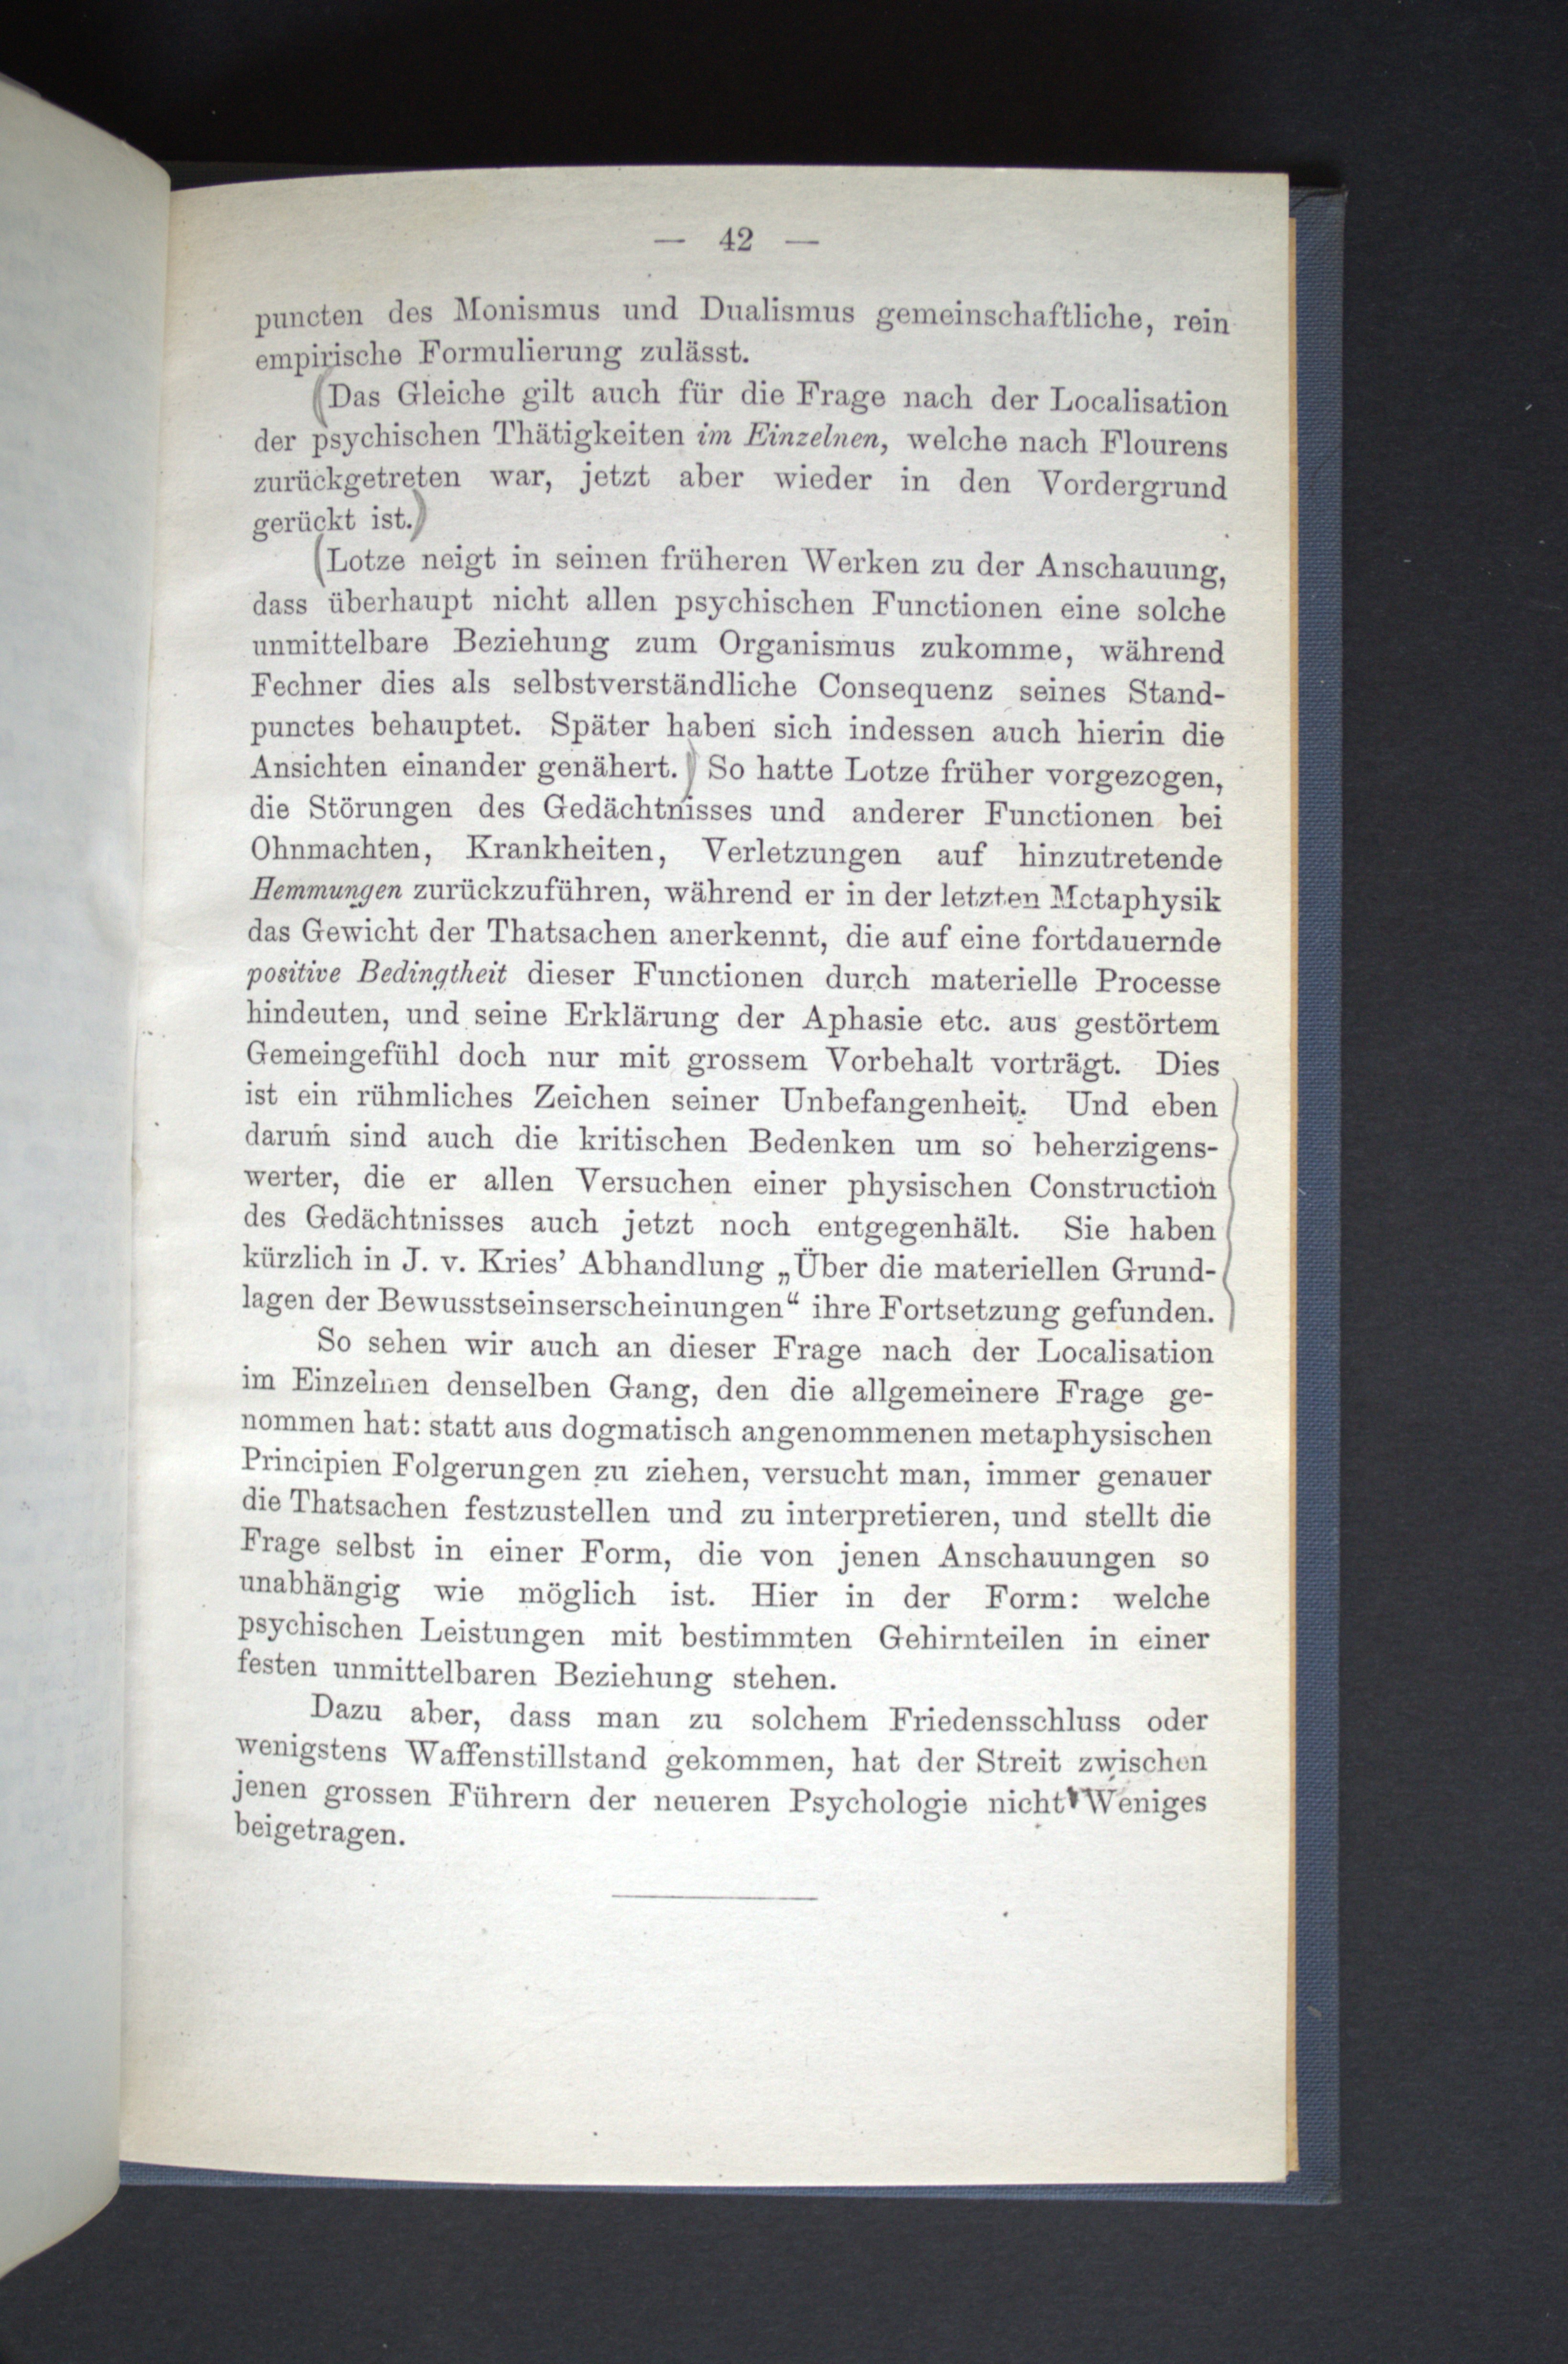 — 42 —
puncten des Monismus und Dualismus gemeinschaftliche, rein
empirische Formulierung zulässt.
(Das Gleiche gilt auch für die Frage nach der Localisation
der psychischen Thätigkeiten im Einzelnen, welche nach Flourens
zurückgetreten war, jetzt aber wieder in den Vordergrund
gerückt ist.)
(Lotze neigt in seinen früheren Werken zu der Anschauung,
dass überhaupt nicht allen psychischen Functionen eine solche
unmittelbare Beziehung zum Organismus zukomme, während
Fechner dies als selbstverständliche Consequenz seines Stand-
punctes behauptet. Später haben sich indessen auch hierin die
Ansichten einander genähert.) So hatte Lotze früher vorgezogen,
die Störungen des Gedächtnisses und anderer Functionen bei
Ohnmachten, Krankheiten, Verletzungen auf hinzutretende
Hemmungen zurückzuführen, während er in der letzten Metaphysik
das Gewicht der Thatsachen anerkennt, die auf eine fortdauernde
positive Bedingtheit dieser Functionen durch materielle Processe
hindeuten, und seine Erklärung der Aphasie etc. aus gestörtem
Gemeingefühl doch nur mit grossem Vorbehalt vorträgt. Dies
ist ein rühmliches Zeichen seiner Unbefangenheit. Und eben
darum sind auch die kritischen Bedenken um so beherzigens-
werter, die er allen Versuchen einer physischen Construction
des Gedächtnisses auch jetzt noch entgegenhält. Sie haben
kürzlich in J. v. Kries' Abhandlung „Über die materiellen Grund-
lagen der Bewusstseinserscheinungen“ ihre Fortsetzung gefunden.
So sehen wir auch an dieser Frage nach der Localisation
im Einzelnen denselben Gang, den die allgemeinere Frage ge-
nommen hat: statt aus dogmatisch angenommenen metaphysischen
Principien Folgerungen zu ziehen, versucht man, immer genauer
die Thatsachen festzustellen und zu interpretieren, und stellt die
Frage selbst in einer Form, die von jenen Anschauungen so
unabhängig wie möglich ist. Hier in der Form: welche
psychischen Leistungen mit bestimmten Gehirnteilen in einer
festen unmittelbaren Beziehung stehen.
Dazu aber, dass man zu solchem Friedensschluss oder
wenigstens Waffenstillstand gekommen, hat der Streit zwischen
jenen grossen Führern der neueren Psychologie nicht Weniges
beigetragen.